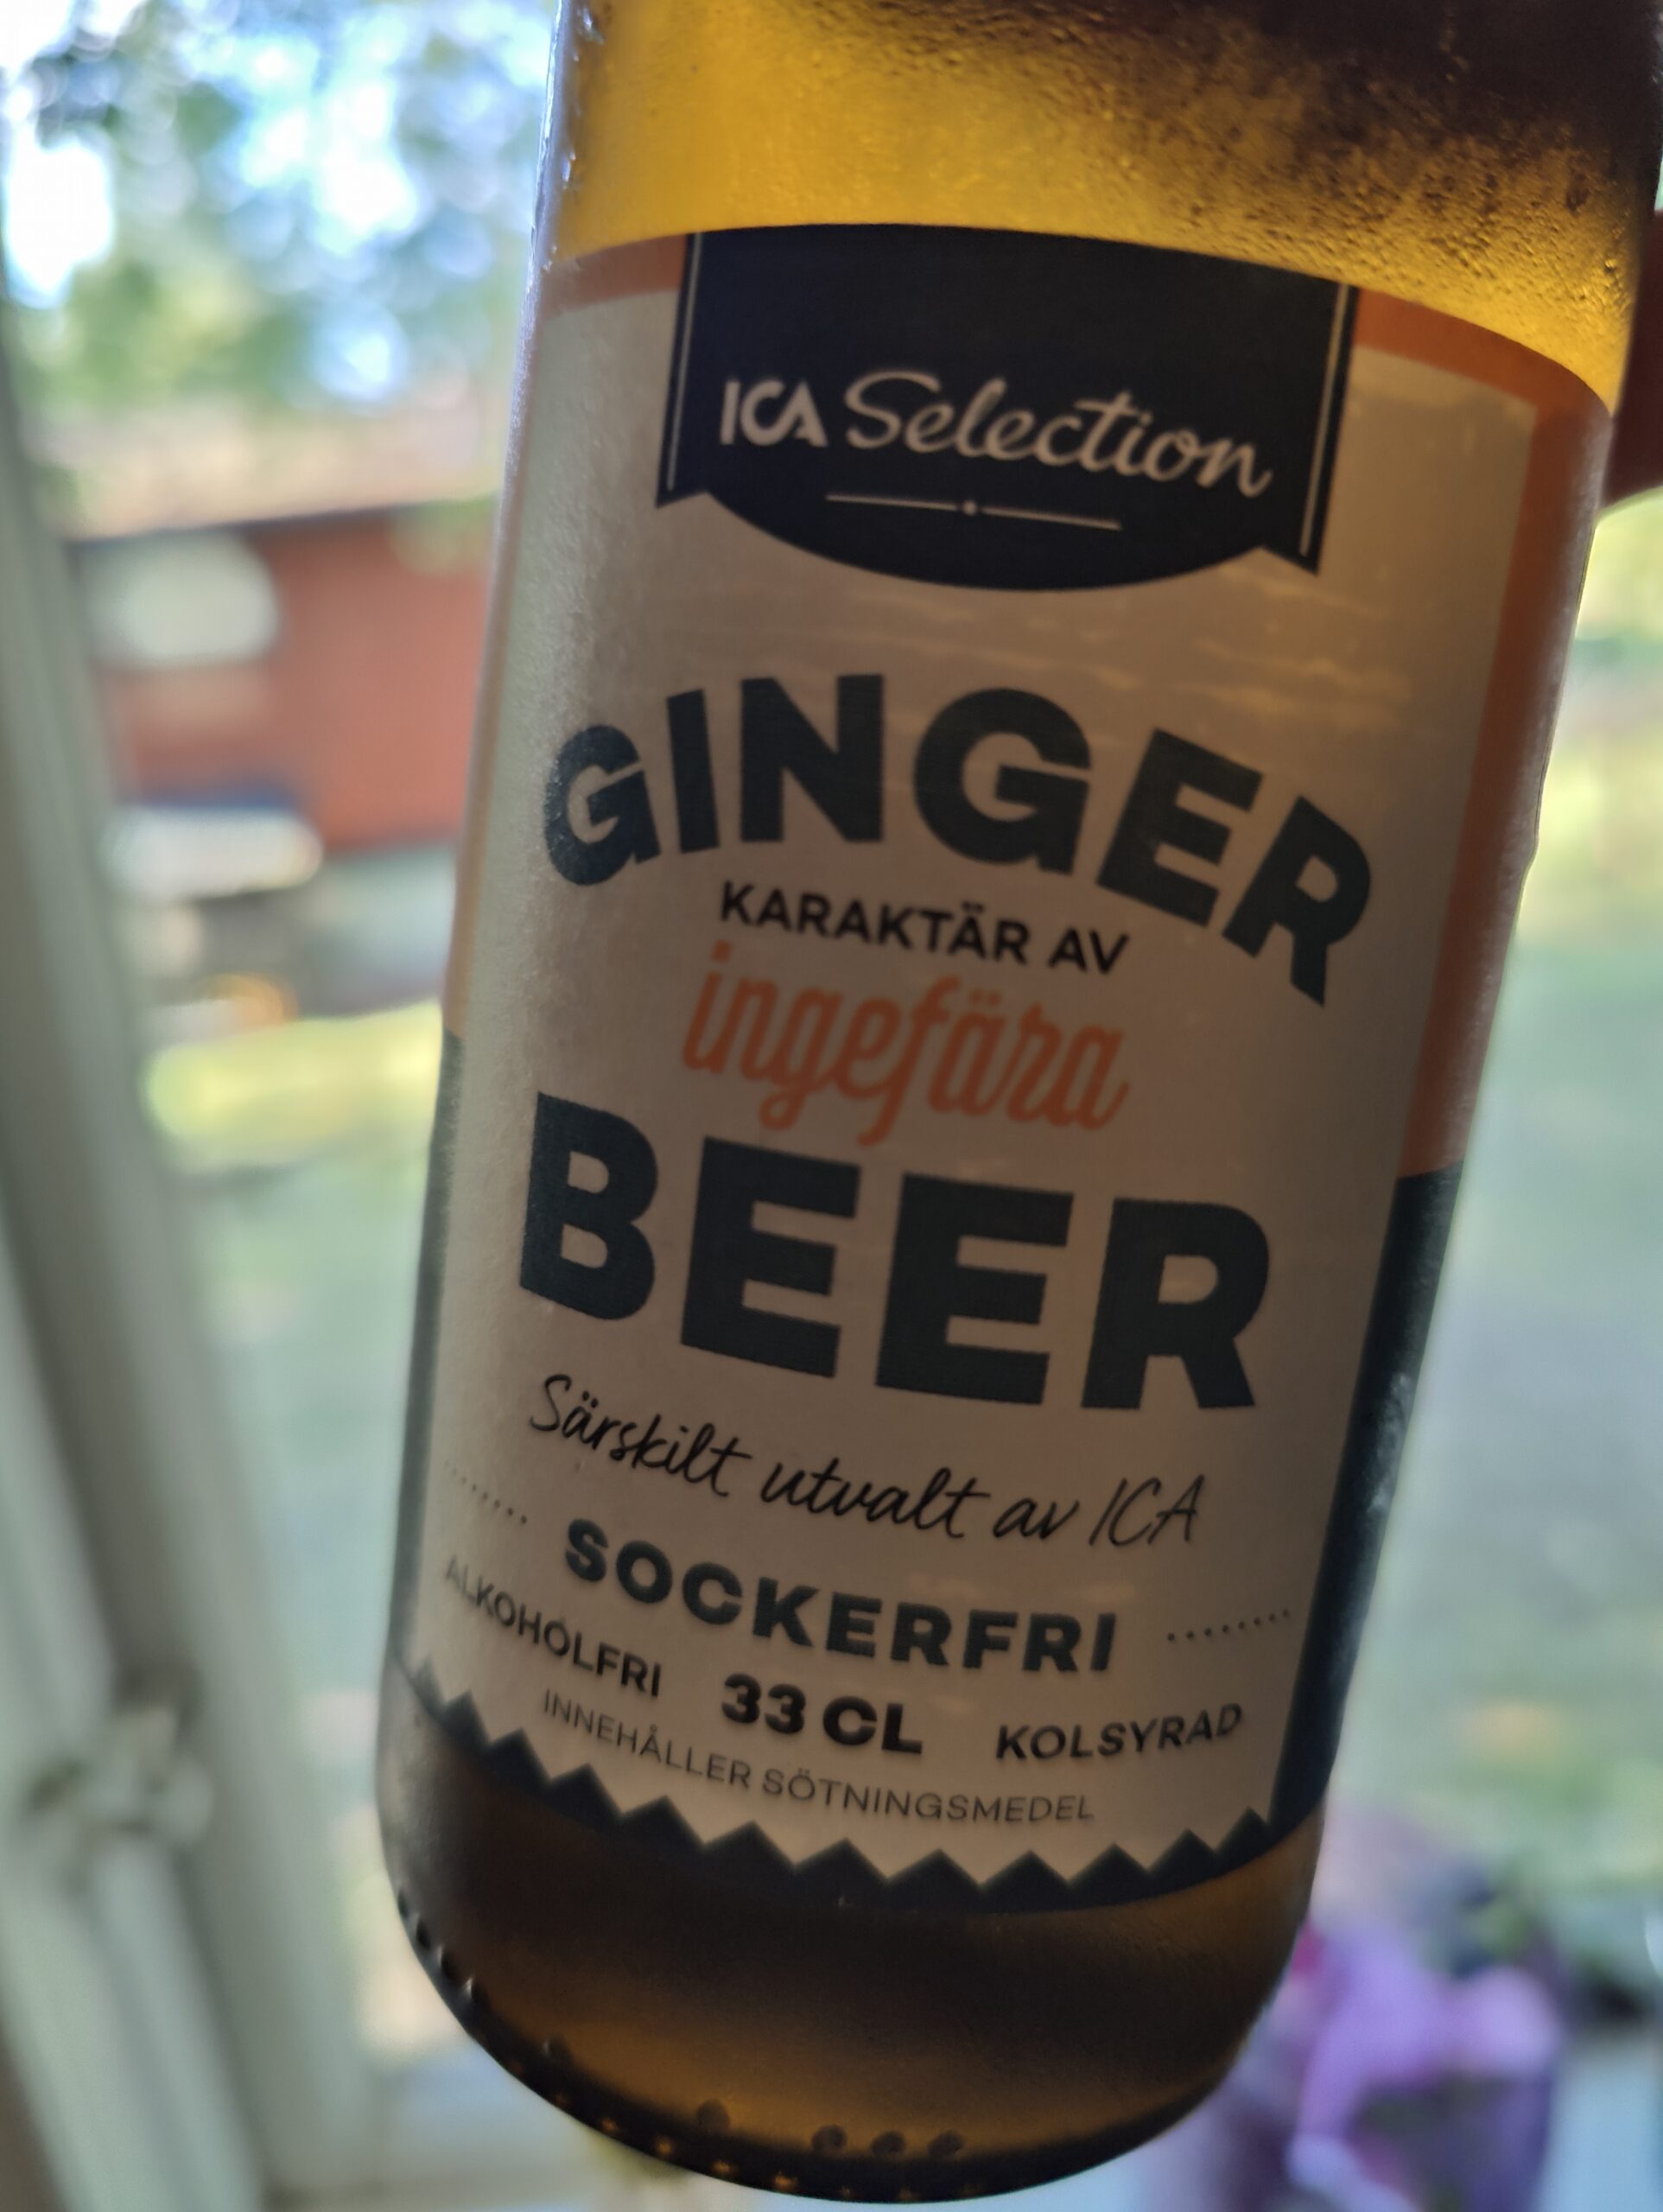 ICA Selection
GINGER
KARAKTÄR AV
ingefära
BEER
Särskilt utvalt av ICA
SOCKERFRI
ALKOHOLFRI 33 CL KOLSYRAD
INNEHÅLLER SÖTNINGSMEDEL